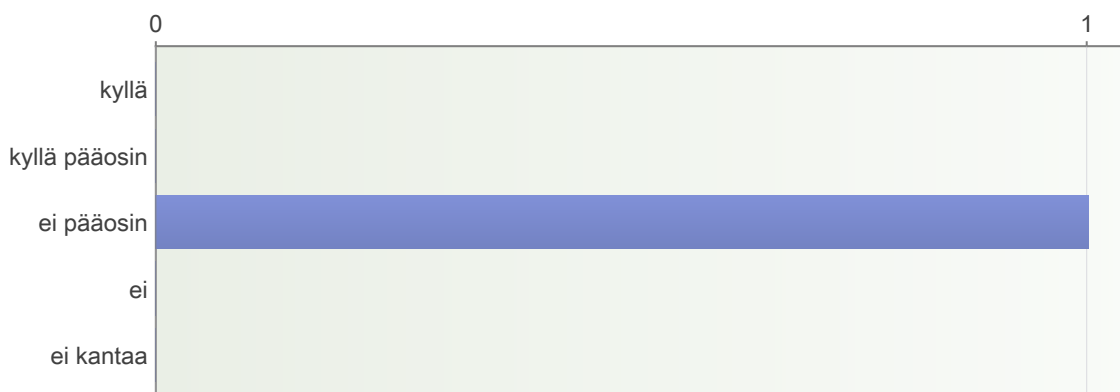 0 1
kyllä
kyllä pääosin
ei pääosin
ei
ei kantaa